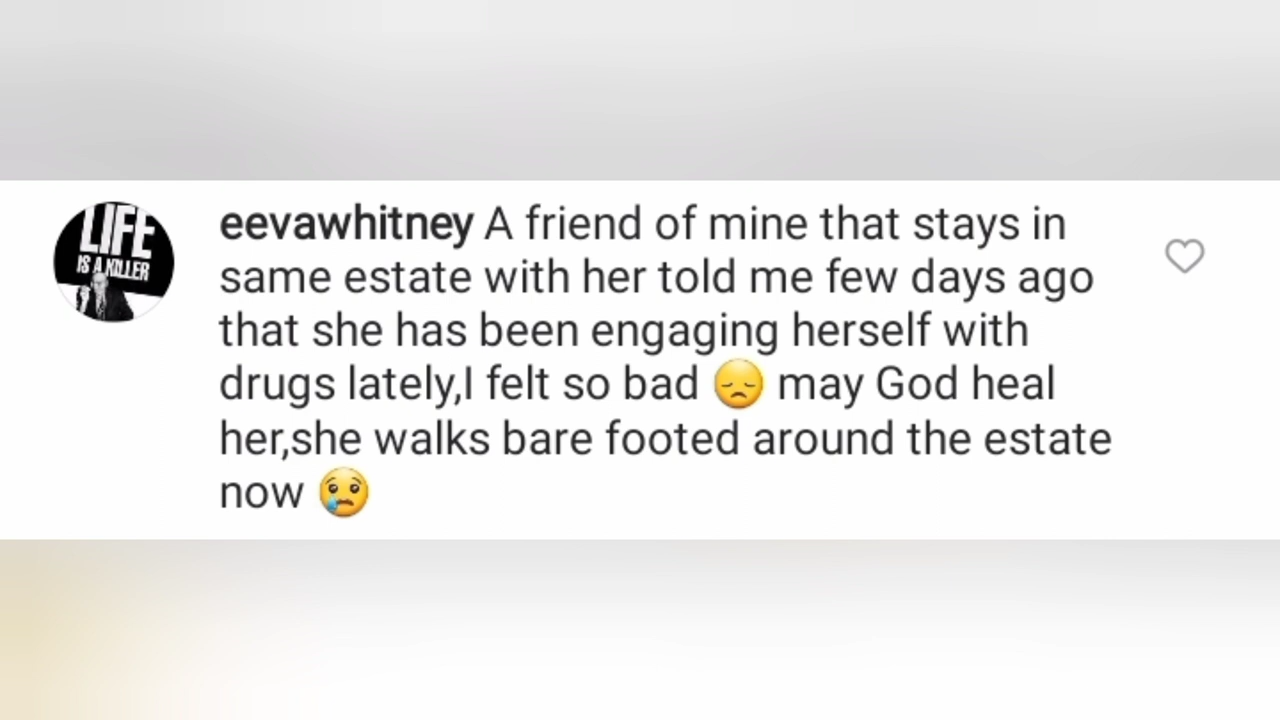 LIFE
IS A KILLER
eevawhitney A friend of mine that stays in
same estate with her told me few days ago
that she has been engaging herself with
drugs lately,I felt so bad 😞 may God heal
her,she walks bare footed around the estate
now 😢